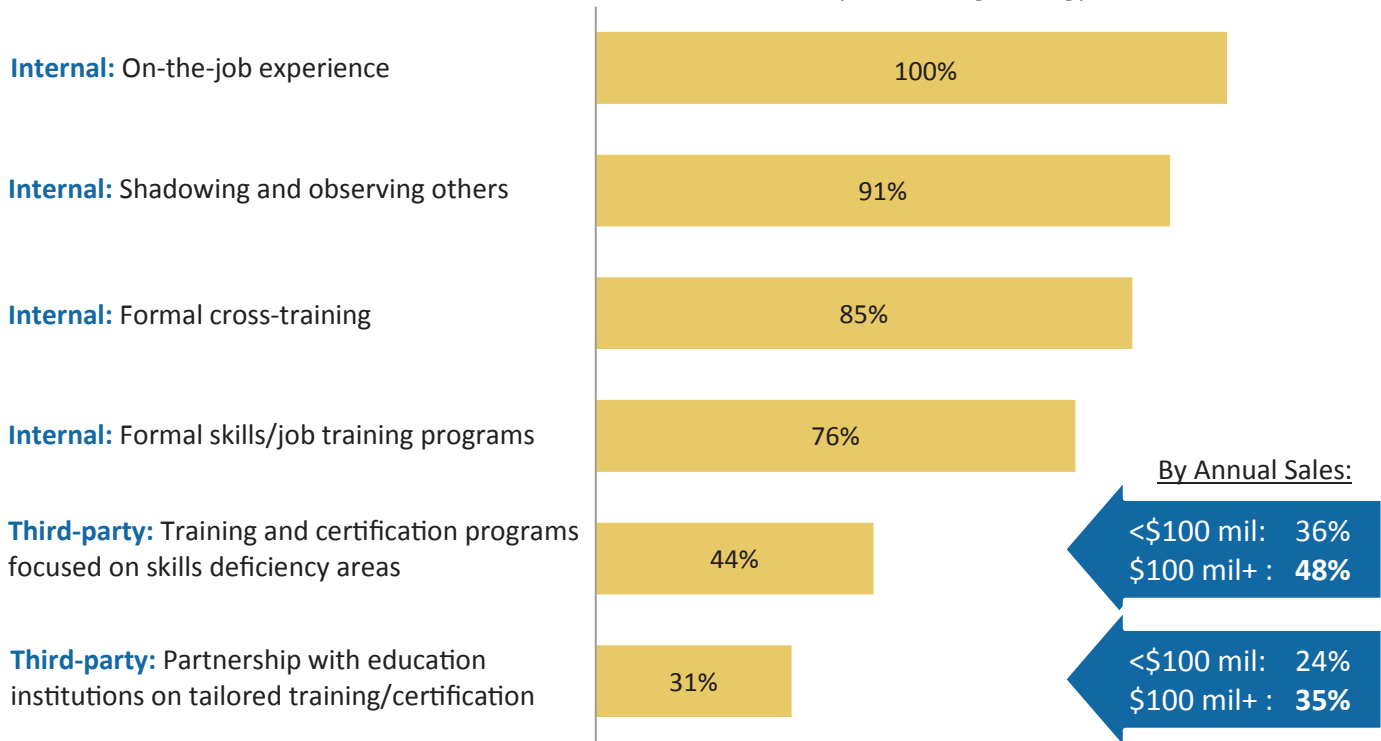 Internal: On-the-job experience
100%
Internal: Shadowing and observing others
91%
Internal: Formal cross-training
85%
Internal: Formal skills/job training programs
76%
By Annual Sales:
Third-party: Training and certification programs
focused on skills deficiency areas
44%
<$100 mil: 36%
$100 mil+ : 48%
Third-party: Partnership with education
institutions on tailored training/certification
31%
<$100 mil: 24%
$100 mil+ : 35%